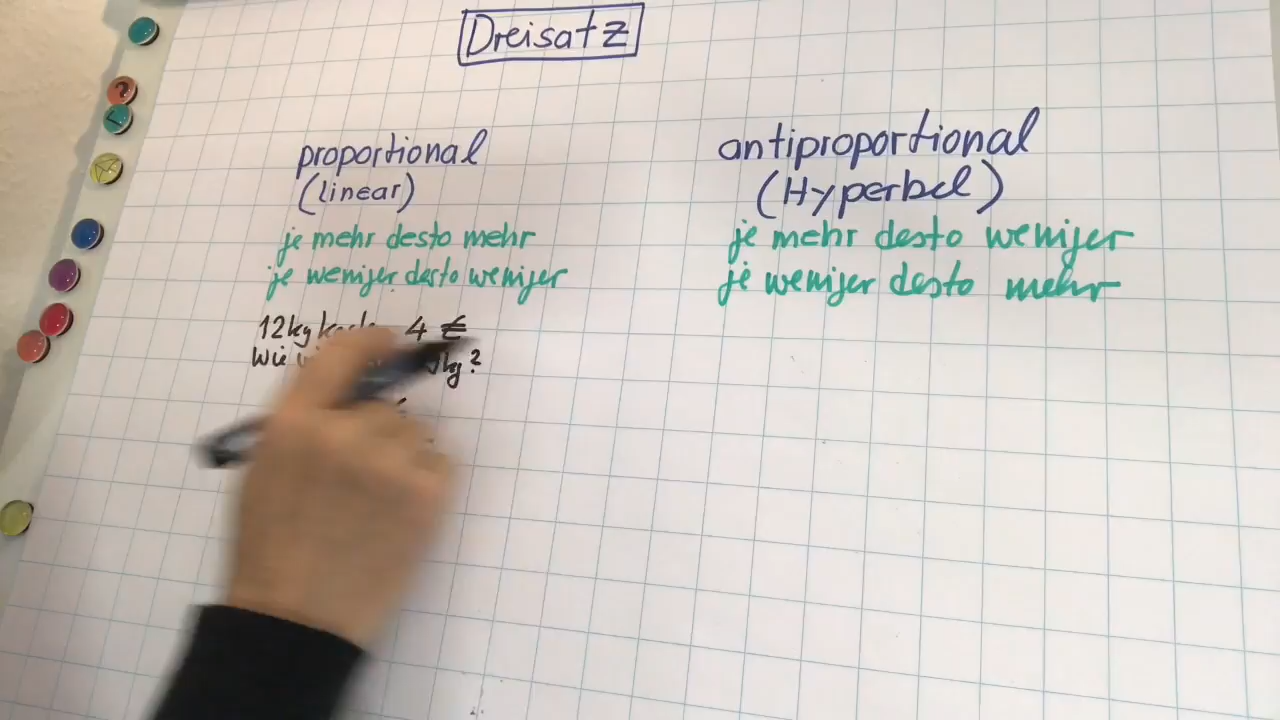 Dreisatz
proportional
(linear)
je mehr desto mehr
je weniger desto weniger
12kg 4 €
Wie kg?
antiproportional
(Hyperbel)
je mehr desto weniger
je weniger desto mehr